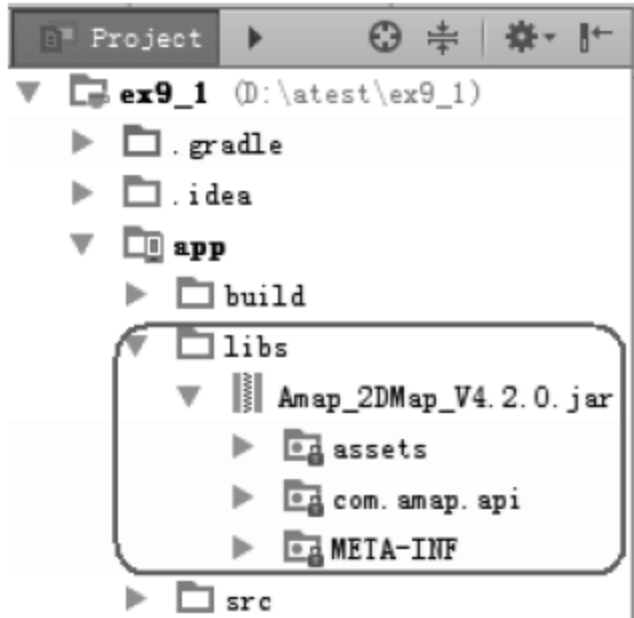 Project
ex9_1 (D:\atest\ex9_1)
.gradle
.idea
app
build
libs
Amap_2DMap_V4.2.0.jar
assets
com.amap.api
META-INF
src